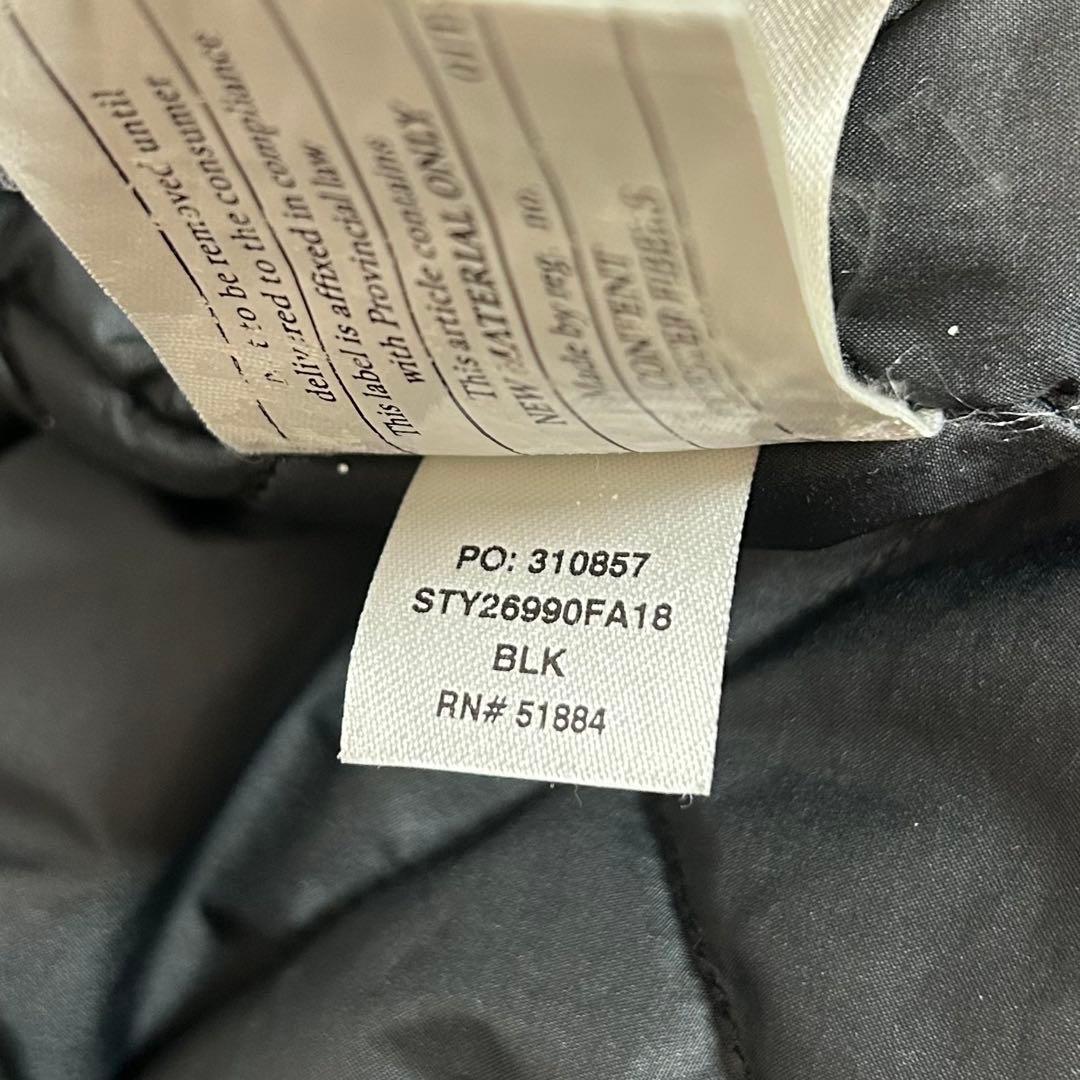 Not to be removed until
delivered to the consumer
This label is affixed in compliance
with Provincial law
This article contains
NEW MATERIAL ONLY
Made by reg. no.
CONTENT
PO: 310857
STY26990FA18
BLK
RN# 51884